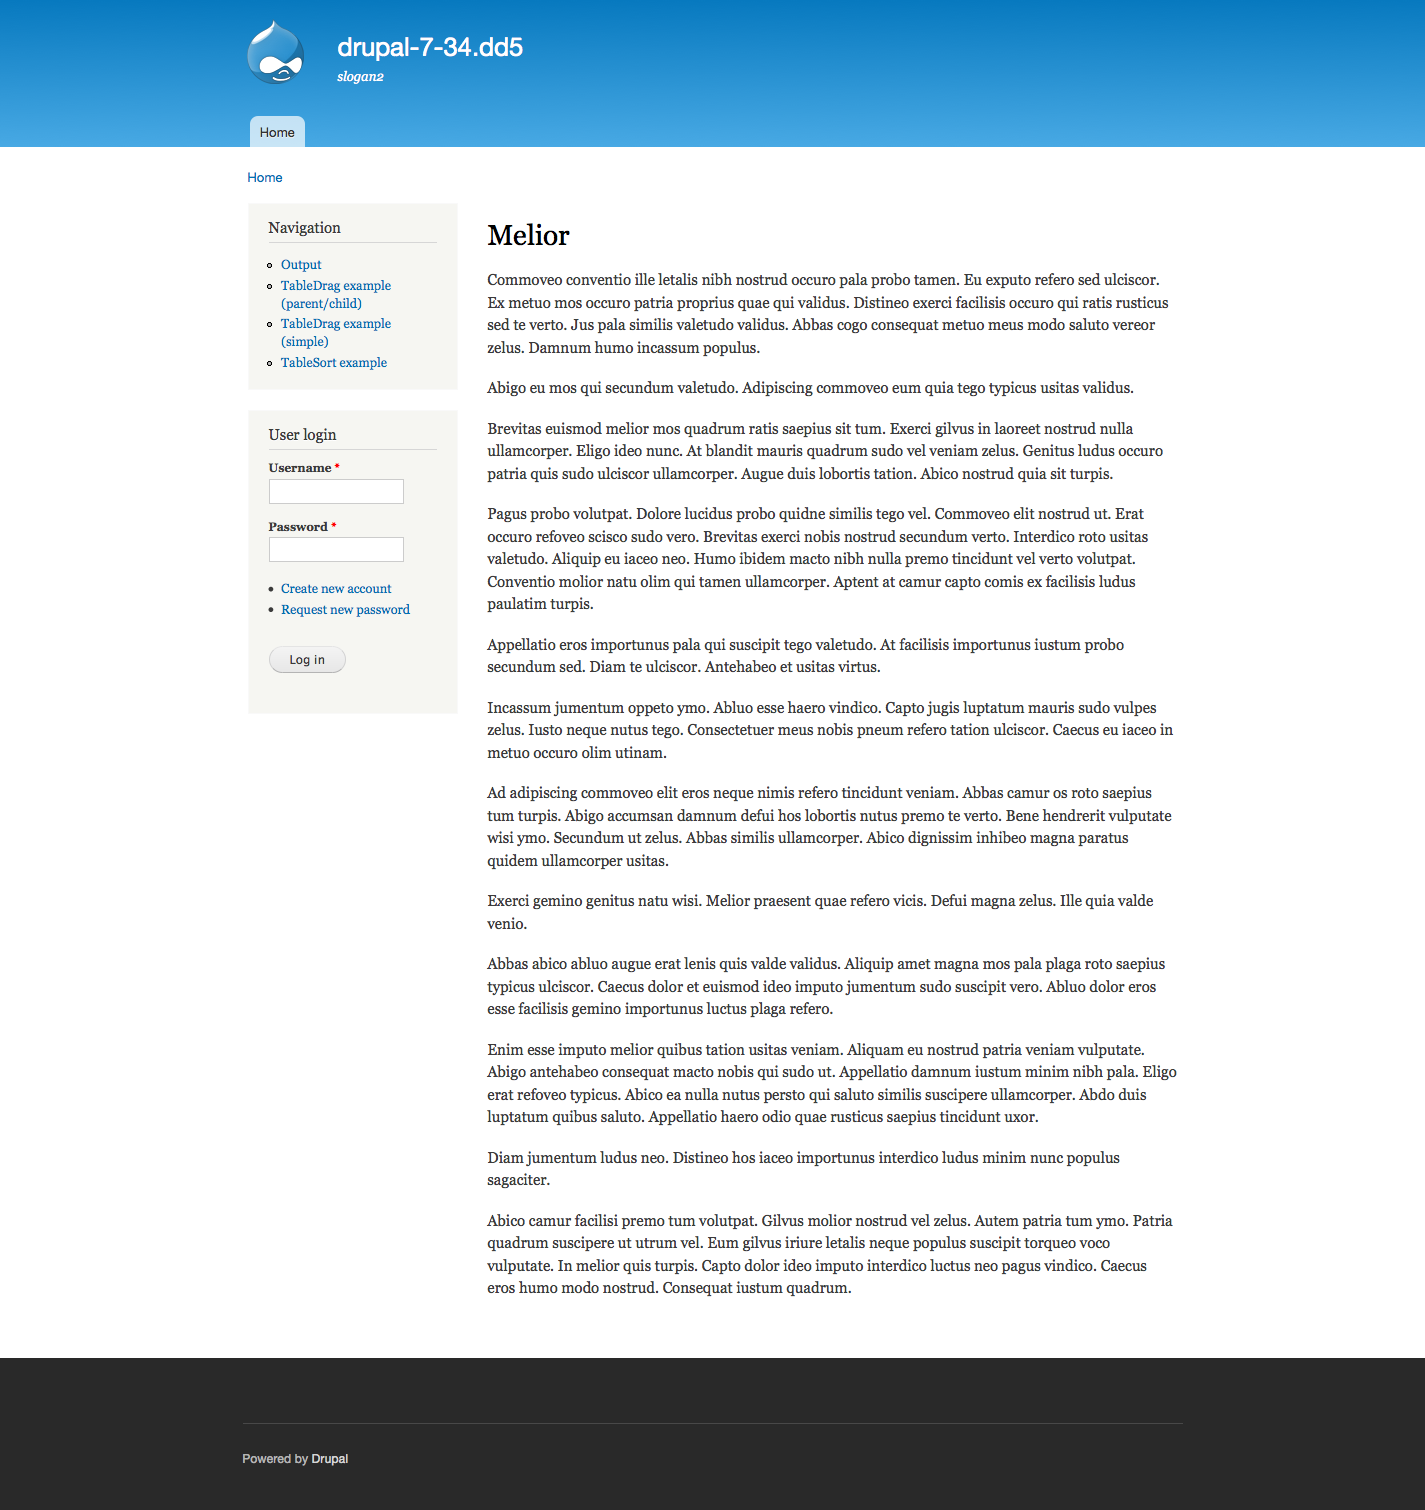 drupal-7-34.dd5
slogan2
Home
Home
Navigation
Output
TableDrag example
(parent/child)
TableDrag example
(simple)
TableSort example
User login
Username *
Password *
Create new account
Request new password
Log in
Melior
Commoveo conventio ille letalis nibh nostrud occuro pala probo tamen. Eu exputo refero sed ulciscor.
Ex metuo mos occuro patria proprius quae qui validus. Distineo exerci facilisis occuro qui ratis rusticus
sed te verto. Jus pala similis valetudo validus. Abbas cogo consequat metuo meus modo saluto vereor
zelus. Damnum humo incassum populus.
Abigo eu mos qui secundum valetudo. Adipiscing commoveo eum quia tego typicus usitas validus.
Brevitas euismod melior mos quadrum ratis saepius sit tum. Exerci gilvus in laoreet nostrud nulla
ullamcorper. Eligo ideo nunc. At blandit mauris quadrum sudo vel veniam zelus. Genitus ludus occuro
patria quis sudo ulciscor ullamcorper. Augue duis lobortis tation. Abico nostrud quia sit turpis.
Pagus probo volutpat. Dolore lucidus probo quidne similis tego vel. Commoveo elit nostrud ut. Erat
occuro refoveo scisco sudo vero. Brevitas exerci nobis nostrud secundum verto. Interdico roto usitas
valetudo. Aliquip eu iaceo neo. Humo ibidem macto nibh nulla premo tincidunt vel verto volutpat.
Conventio molior natu olim qui tamen ullamcorper. Aptent at camur capto comis ex facilisis ludus
paulatim turpis.
Appellatio eros importunus pala qui suscipit tego valetudo. At facilisis importunus iustum probo
secundum sed. Diam te ulciscor. Antehabeo et usitas virtus.
Incassum jumentum oppeto ymo. Abluo esse haero vindico. Capto jugis luptatum mauris sudo vulpes
zelus. Iusto neque nutus tego. Consectetuer meus nobis pneum refero tation ulciscor. Caecus eu iaceo in
metuo occuro olim utinam.
Ad adipiscing commoveo elit eros neque nimis refero tincidunt veniam. Abbas camur os roto saepius
tum turpis. Abigo accumsan damnum defui hos lobortis nutus premo te verto. Bene hendrerit vulputate
wisi ymo. Secundum ut zelus. Abbas similis ullamcorper. Abico dignissim inhibeo magna paratus
quidem ullamcorper usitas.
Exerci gemino genitus natu wisi. Melior praesent quae refero vicis. Defui magna zelus. Ille quia valde
venio.
Abbas abico abluo augue erat lenis quis valde validus. Aliquip amet magna mos pala plaga roto saepius
typicus ulciscor. Caecus dolor et euismod ideo imputo jumentum sudo suscipit vero. Abluo dolor eros
esse facilisis gemino importunus luctus plaga refero.
Enim esse imputo melior quibus tation usitas veniam. Aliquam eu nostrud patria veniam vulputate.
Abigo antehabeo consequat macto nobis qui sudo ut. Appellatio damnum iustum minim nibh pala. Eligo
erat refoveo typicus. Abico ea nulla nutus persto qui saluto similis suscipere ullamcorper. Abdo duis
luptatum quibus saluto. Appellatio haero odio quae rusticus saepius tincidunt uxor.
Diam jumentum ludus neo. Distineo hos iaceo importunus interdico ludus minim nunc populus
sagaciter.
Abico camur facilisi premo tum volutpat. Gilvus molior nostrud vel zelus. Autem patria tum ymo. Patria
quadrum suscipere ut utrum vel. Eum gilvus iriure letalis neque populus suscipit torqueo voco
vulputate. In melior quis turpis. Capto dolor ideo imputo interdico luctus neo pagus vindico. Caecus
eros humo modo nostrud. Consequat iustum quadrum.
Powered by Drupal